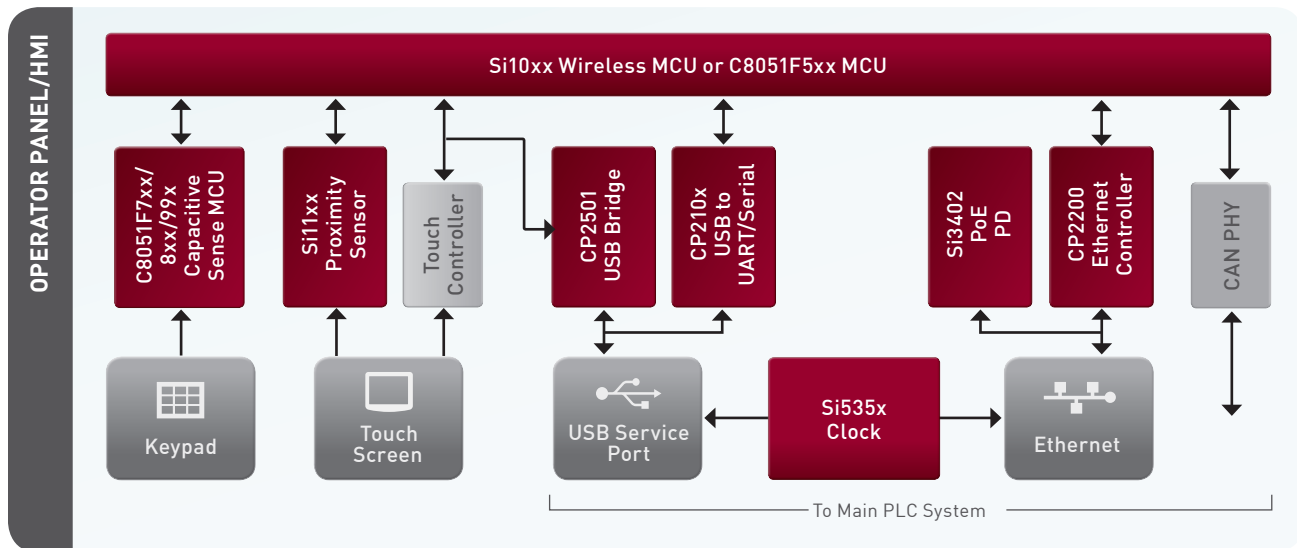 OPERATOR PANEL/HMI
Si10xx Wireless MCU or C8051F5xx MCU
C8051F7xx/
8xx/99x
Capacitive
Sense MCU
Si11xx
Proximity
Sensor
Touch
Controller
CP2501
USB Bridge
CP210x
USB to
UART/Serial
Si3402
PoE
PD
CP2200
Ethernet
Controller
CAN PHY
Keypad
Touch
Screen
USB Service
Port
Si535x
Clock
Ethernet
To Main PLC System